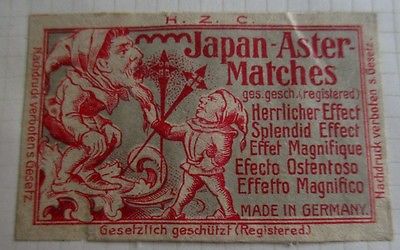 H. Z. C.
Japan-Aster-
Matches
ges. gesch. (registered)
Herrlicher Effect
Splendid Effect
Effet Magnifique
Efecto Ostentoso
Effetto Magnifico
MADE IN GERMANY.
Gesetzlich geschützt (Registered.)
Nachdruck verboten s. Gesetz.
Nachdruck verboten s. Gesetz.